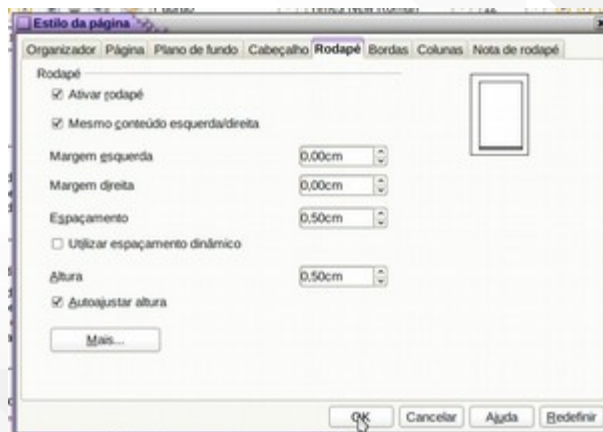 Estilo da página
Organizador Página Plano de fundo Cabeçalho Rodapé Bordas Colunas Nota de rodapé
Rodapé
Ativar rodapé
Mesmo conteúdo esquerda/direita
Margem esquerda 0,00cm
Margem direita 0,00cm
Espaçamento 0,50cm
Utilizar espaçamento dinâmico
Altura 0,50cm
Autoajustar altura
Mais...
OK Cancelar Ajuda Redefinir